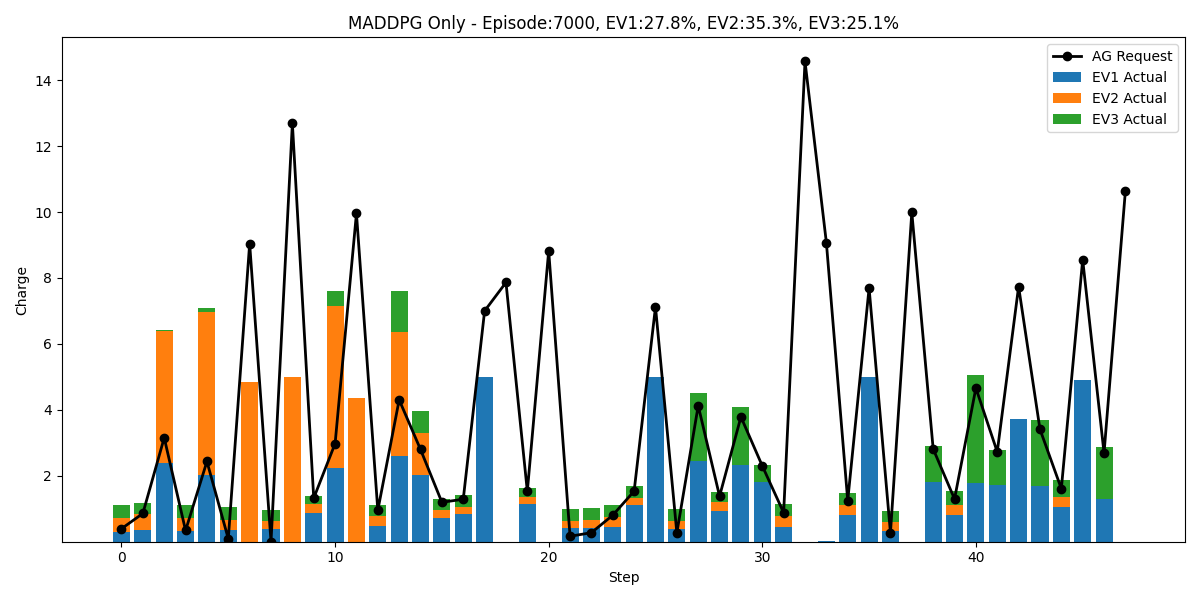 MADDPG Only - Episode:7000, EV1:27.8%, EV2:35.3%, EV3:25.1%
AG Request
EV1 Actual
EV2 Actual
EV3 Actual
Charge
14
12
10
8
6
4
2
0 10 20 30 40
Step